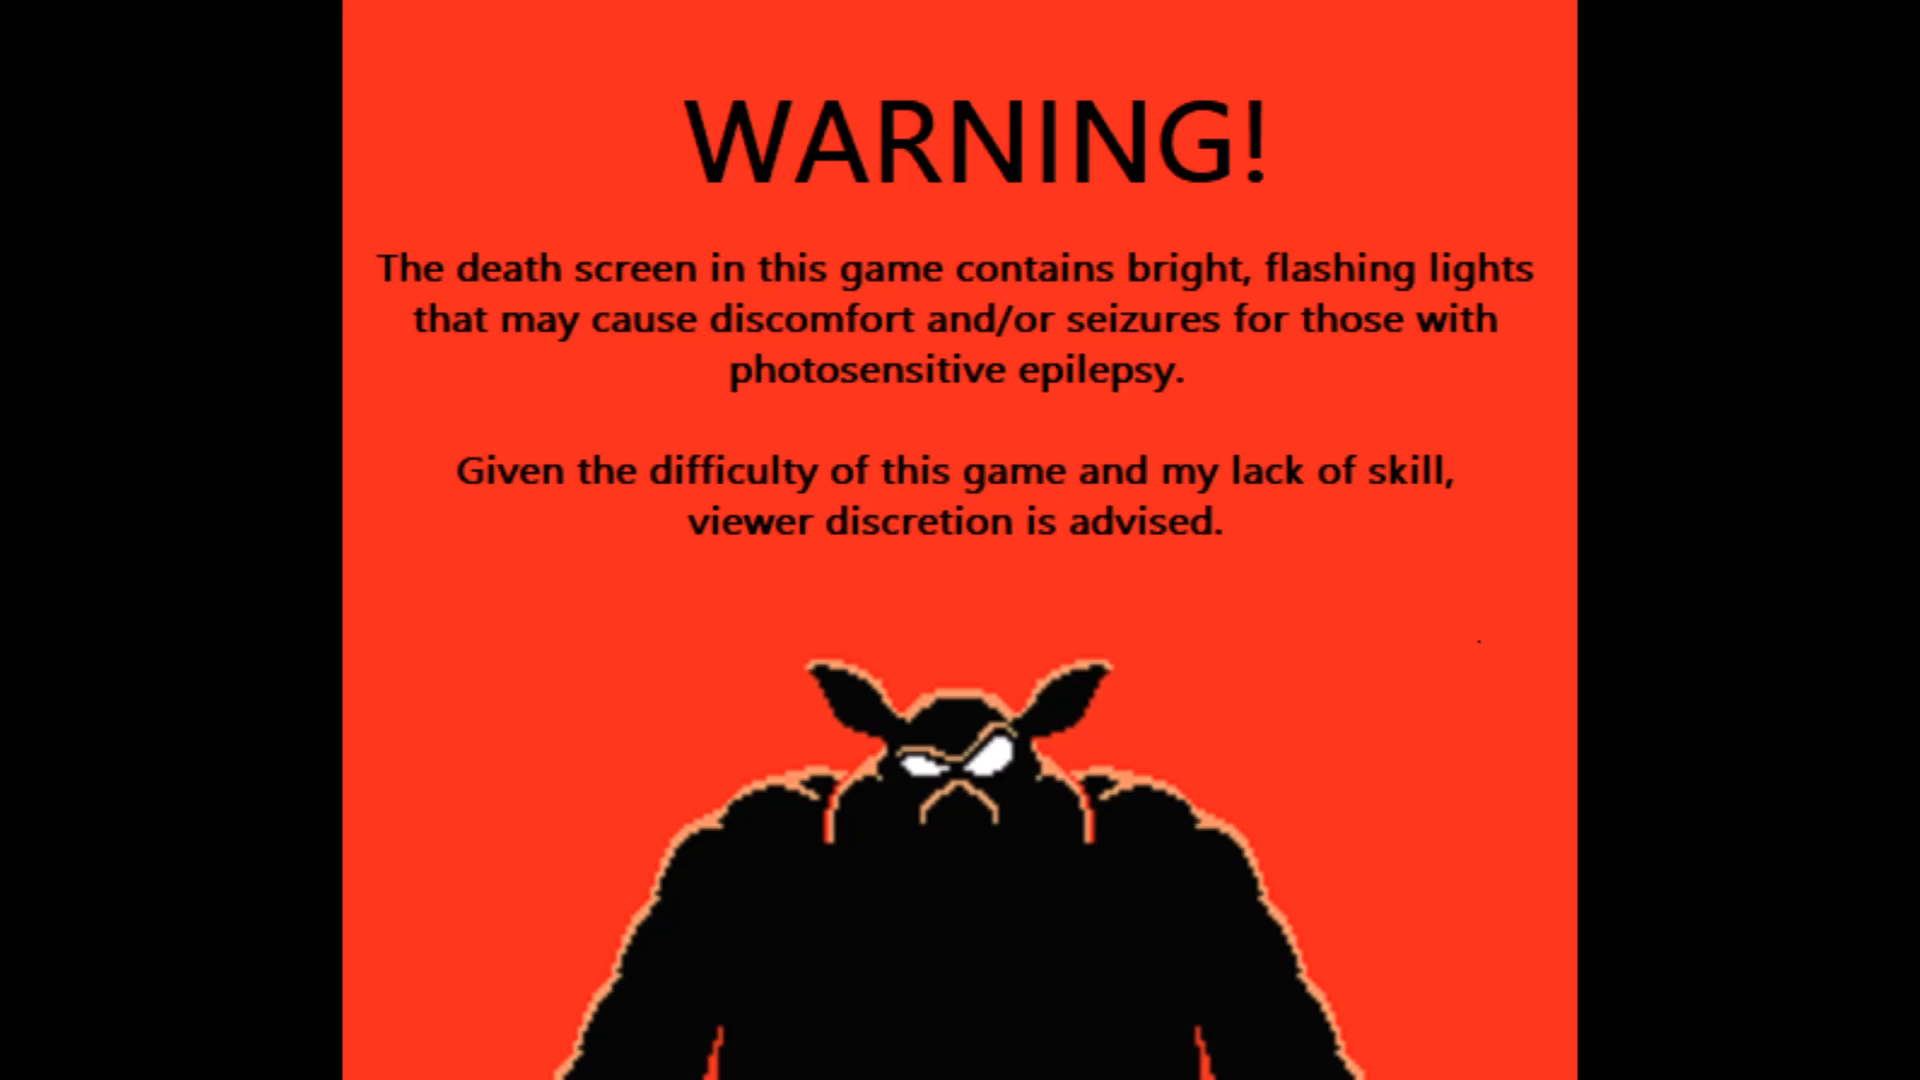 WARNING!
The death screen in this game contains bright, flashing lights
that may cause discomfort and/or seizures for those with
photosensitive epilepsy.
Given the difficulty of this game and my lack of skill,
viewer discretion is advised.